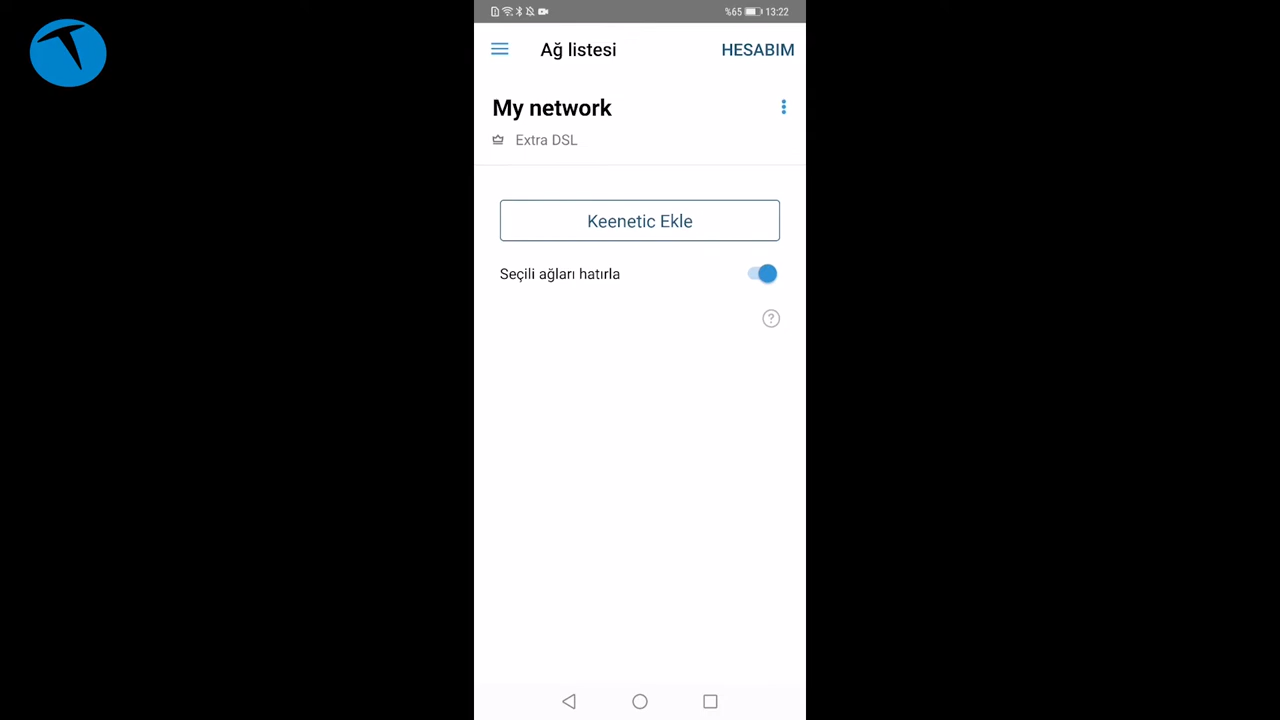 %65 13:22
Ağ listesi HESABIM
My network
Extra DSL
Keenetic Ekle
Seçili ağları hatırla
?